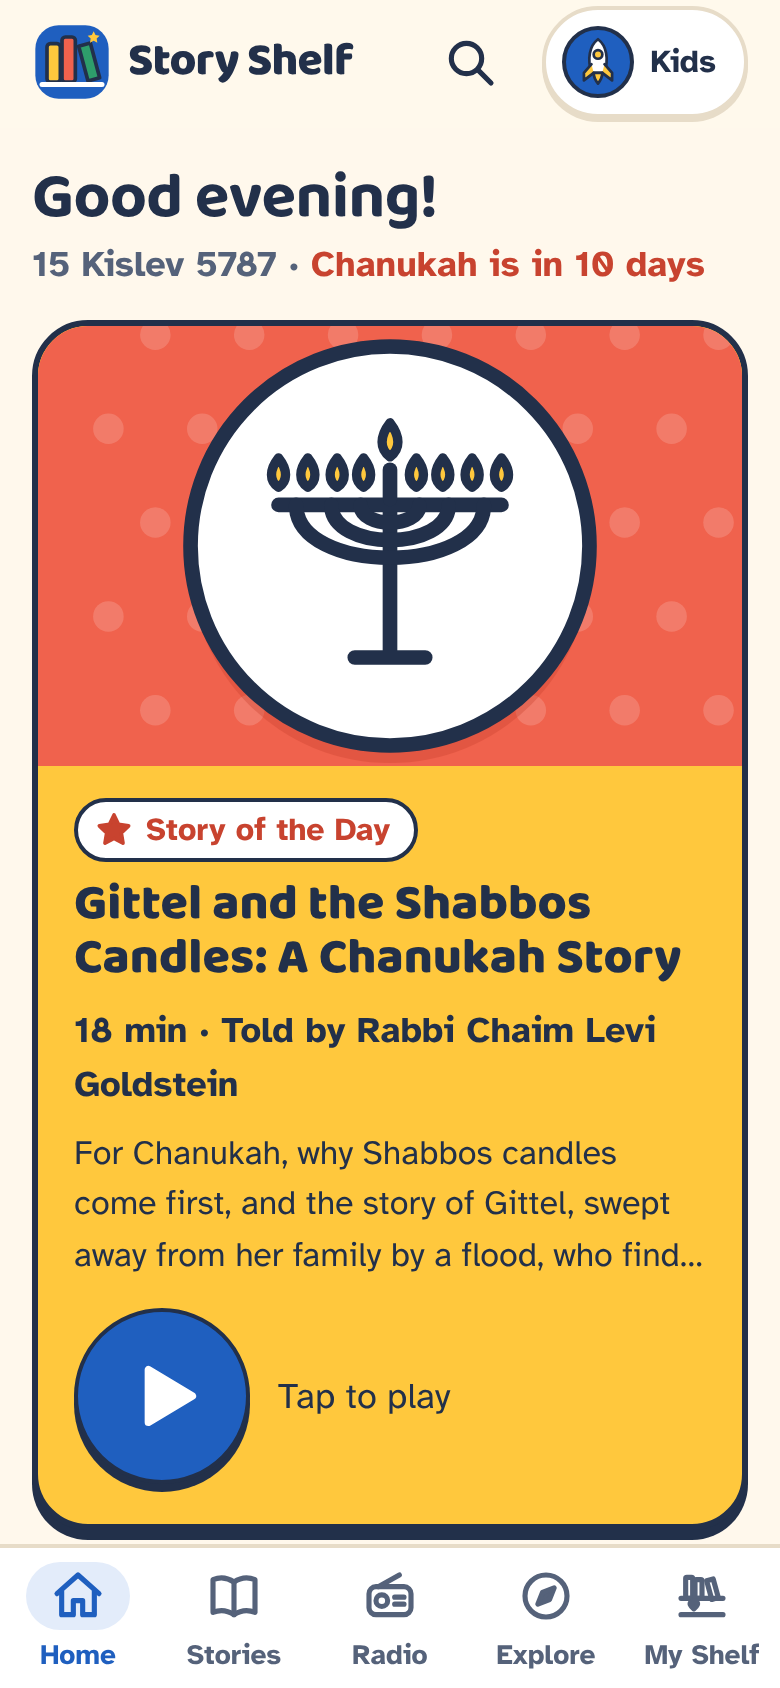 Story Shelf
Kids
Good evening!
15 Kislev 5787 · Chanukah is in 10 days
Story of the Day
Gittel and the Shabbos
Candles: A Chanukah Story
18 min · Told by Rabbi Chaim Levi
Goldstein
For Chanukah, why Shabbos candles
come first, and the story of Gittel, swept
away from her family by a flood, who find...
Tap to play
Home
Stories
Radio
Explore
My Shelf